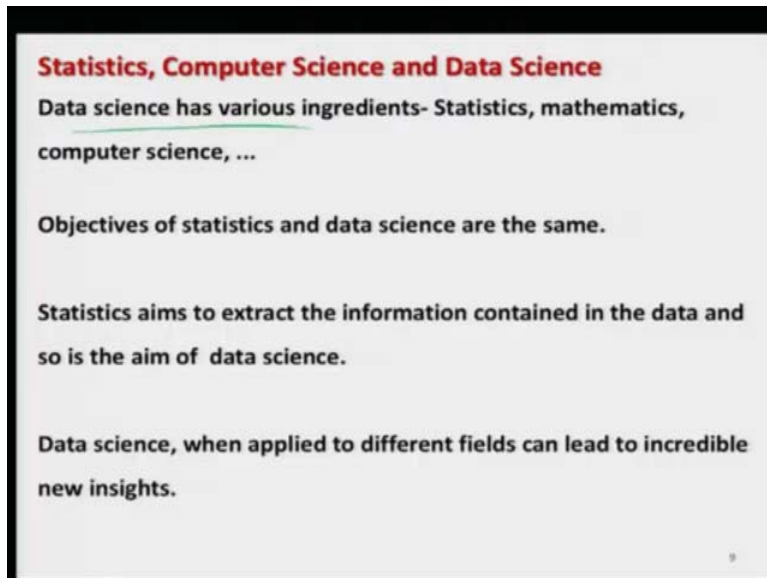 Statistics, Computer Science and Data Science
Data science has various ingredients- Statistics, mathematics,
computer science, ...
Objectives of statistics and data science are the same.
Statistics aims to extract the information contained in the data and
so is the aim of  data science.
Data science, when applied to different fields can lead to incredible
new insights.
9